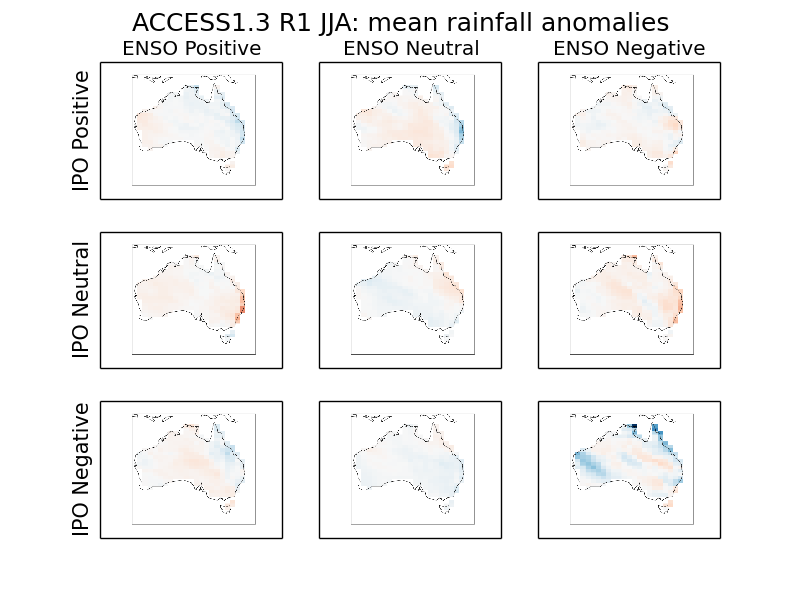 ACCESS1.3 R1 JJA: mean rainfall anomalies
ENSO Positive
ENSO Neutral
ENSO Negative
IPO Positive
IPO Neutral
IPO Negative